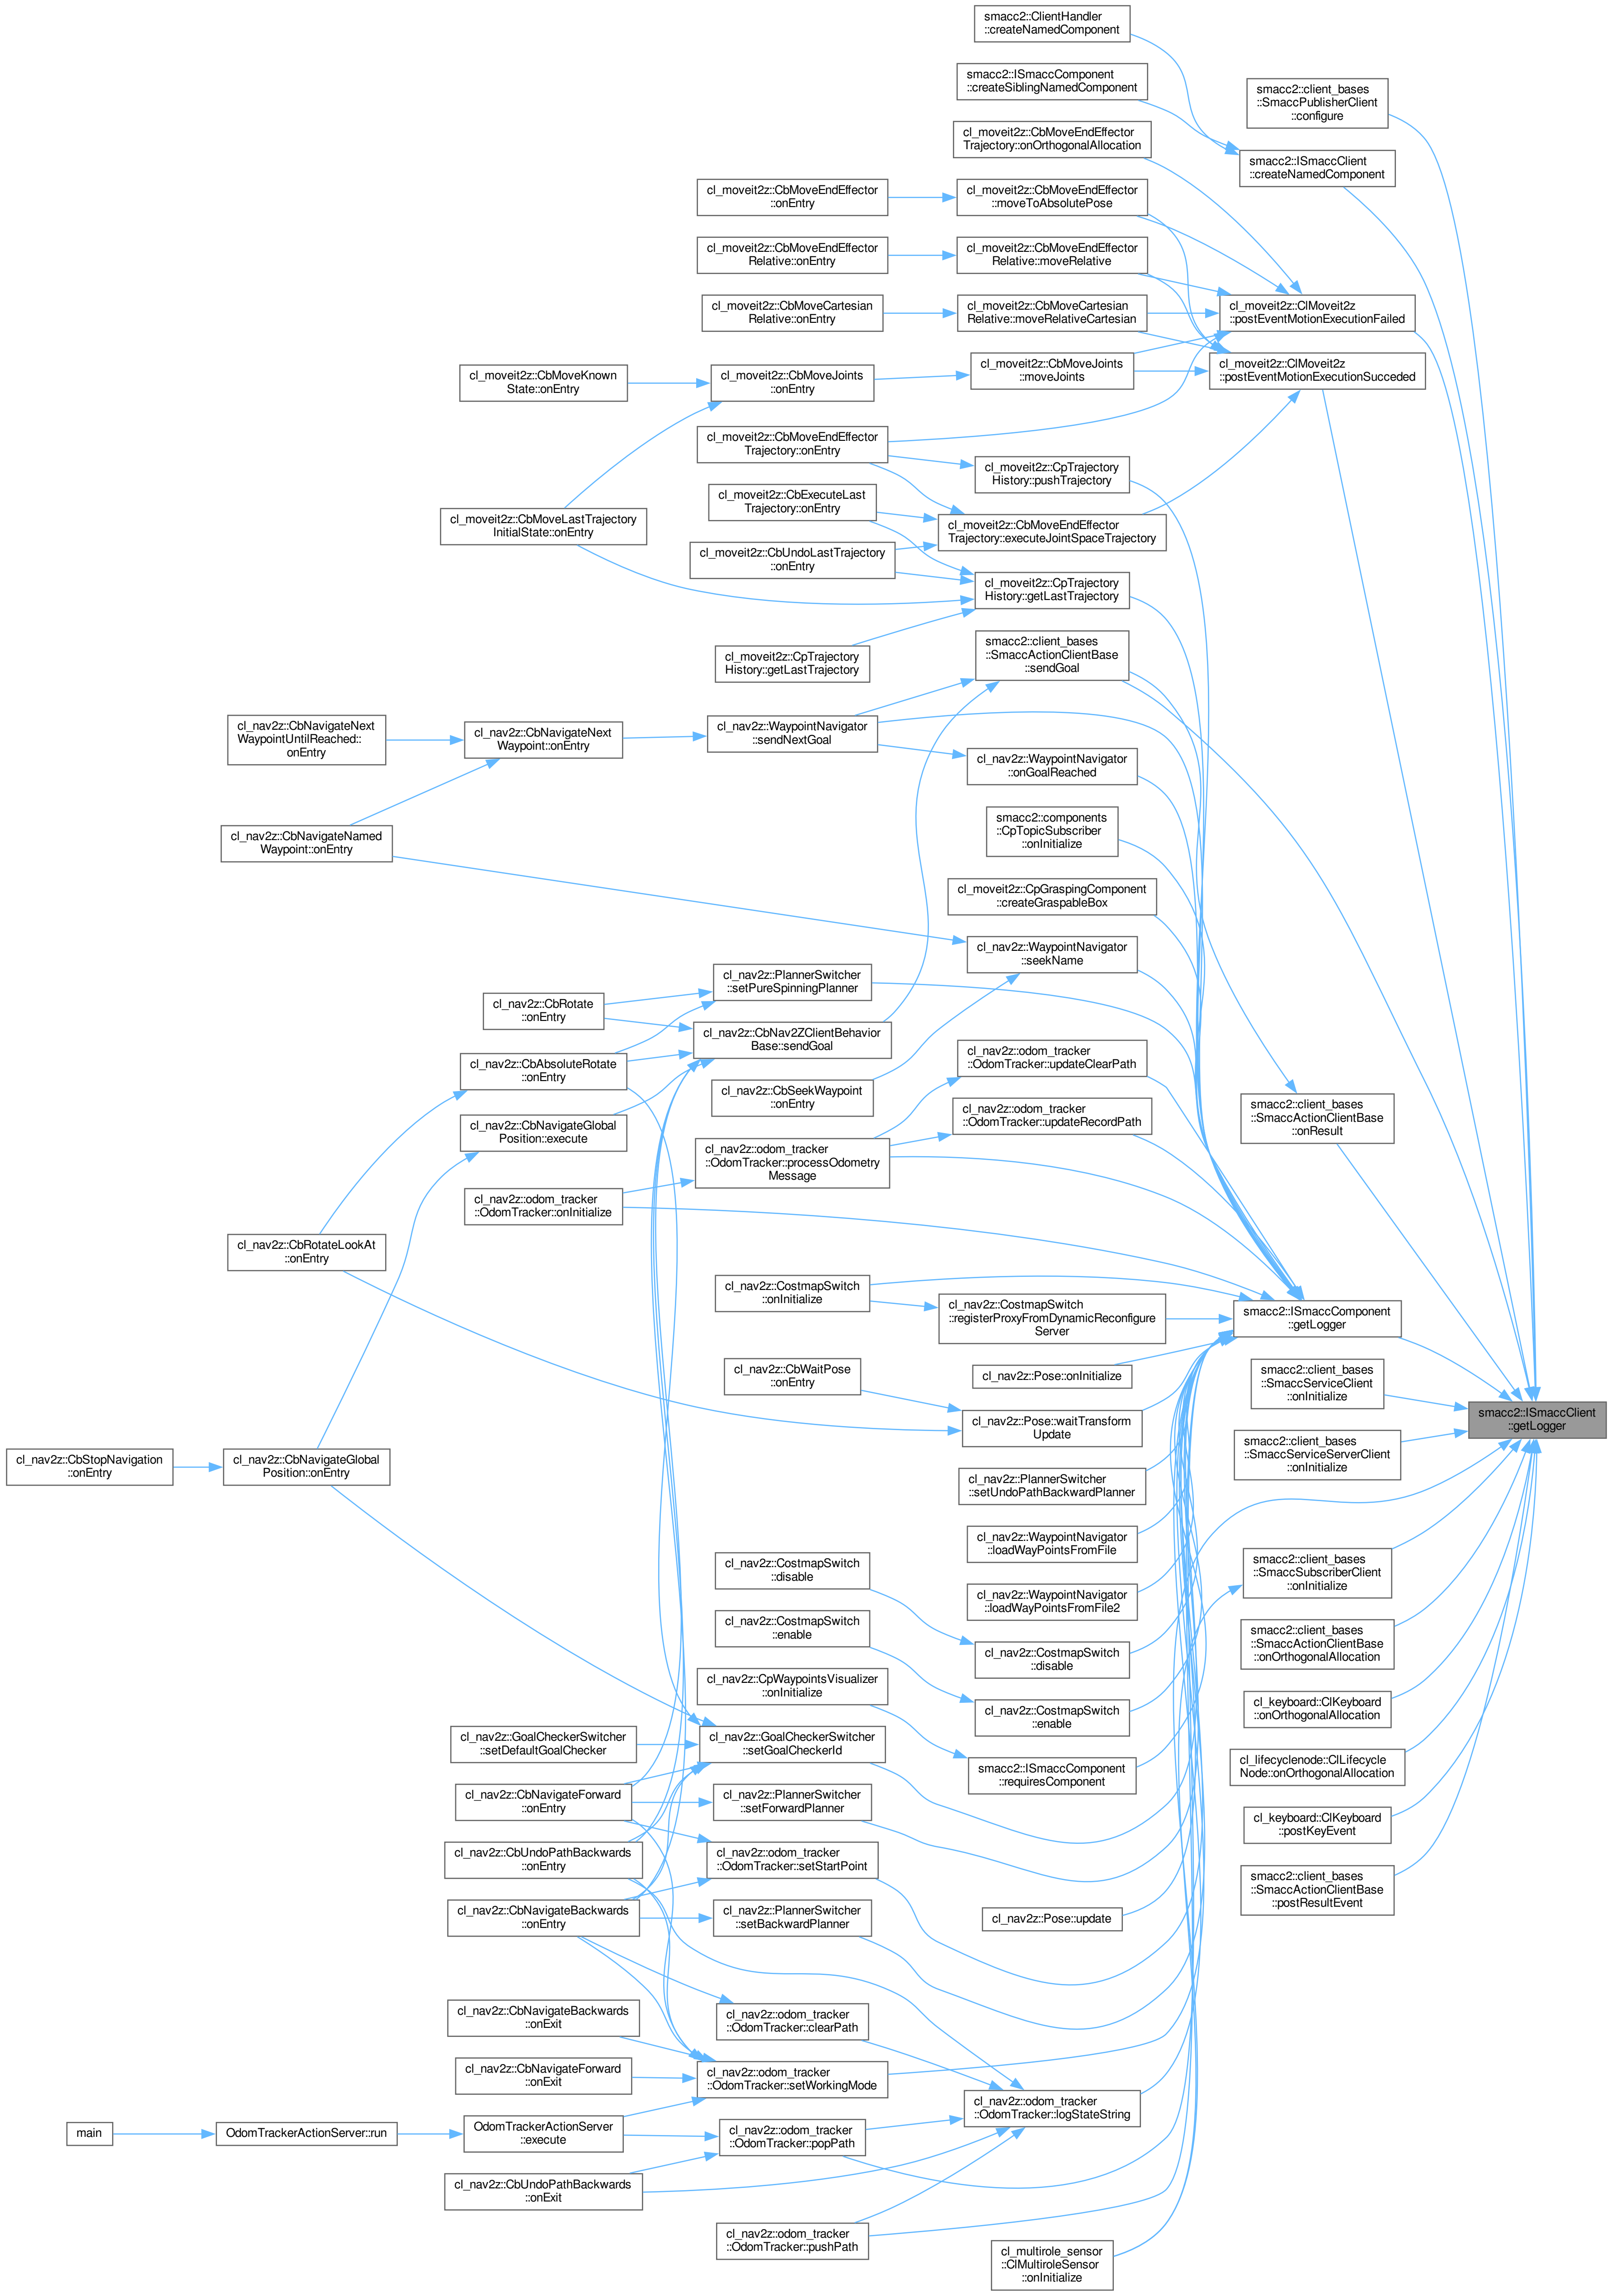 smacc2::ClientHandler
::createNamedComponent
smacc2::ISmaccComponent
::createSiblingNamedComponent
smacc2::client_bases
::SmaccPublisherClient
::configure
cl_moveit2z::CbMoveEndEffector
Trajectory::onOrthogonalAllocation
smacc2::ISmaccClient
::createNamedComponent
cl_moveit2z::CbMoveEndEffector
::onEntry
cl_moveit2z::CbMoveEndEffector
::moveToAbsolutePose
cl_moveit2z::CbMoveEndEffector
Relative::onEntry
cl_moveit2z::CbMoveEndEffector
Relative::moveRelative
cl_moveit2z::CbMoveCartesian
Relative::onEntry
cl_moveit2z::CbMoveCartesian
Relative::moveRelativeCartesian
cl_moveit2z::ClMoveit2z
::postEventMotionExecutionFailed
cl_moveit2z::CbMoveKnown
State::onEntry
cl_moveit2z::CbMoveJoints
::onEntry
cl_moveit2z::CbMoveJoints
::moveJoints
cl_moveit2z::ClMoveit2z
::postEventMotionExecutionSucceded
cl_moveit2z::CbMoveEndEffector
Trajectory::onEntry
cl_moveit2z::CpTrajectory
History::pushTrajectory
cl_moveit2z::CbExecuteLast
Trajectory::onEntry
cl_moveit2z::CbMoveLastTrajectory
InitialState::onEntry
cl_moveit2z::CbMoveEndEffector
Trajectory::executeJointSpaceTrajectory
cl_moveit2z::CbUndoLastTrajectory
::onEntry
cl_moveit2z::CpTrajectory
History::getLastTrajectory
cl_moveit2z::CpTrajectory
History::getLastTrajectory
smacc2::client_bases
::SmaccActionClientBase
::sendGoal
cl_nav2z::CbNavigateNext
WaypointUntilReached::
onEntry
cl_nav2z::CbNavigateNext
Waypoint::onEntry
cl_nav2z::WaypointNavigator
::sendNextGoal
cl_nav2z::WaypointNavigator
::onGoalReached
cl_nav2z::CbNavigateNamed
Waypoint::onEntry
smacc2::components
::CpTopicSubscriber
::onInitialize
cl_moveit2z::CpGraspingComponent
::createGraspableBox
cl_nav2z::WaypointNavigator
::seekName
cl_nav2z::PlannerSwitcher
::setPureSpinningPlanner
cl_nav2z::CbRotate
::onEntry
cl_nav2z::CbNav2ZClientBehavior
Base::sendGoal
cl_nav2z::CbAbsoluteRotate
::onEntry
cl_nav2z::odom_tracker
::OdomTracker::updateClearPath
cl_nav2z::CbSeekWaypoint
::onEntry
cl_nav2z::CbNavigateGlobal
Position::execute
cl_nav2z::odom_tracker
::OdomTracker::updateRecordPath
smacc2::client_bases
::SmaccActionClientBase
::onResult
cl_nav2z::odom_tracker
::OdomTracker::processOdometry
Message
cl_nav2z::odom_tracker
::OdomTracker::onInitialize
cl_nav2z::CbRotateLookAt
::onEntry
cl_nav2z::CostmapSwitch
::onInitialize
cl_nav2z::CostmapSwitch
::registerProxyFromDynamicReconfigure
Server
smacc2::ISmaccComponent
::getLogger
cl_nav2z::CbWaitPose
::onEntry
cl_nav2z::Pose::onInitialize
smacc2::client_bases
::SmaccServiceClient
::onInitialize
cl_nav2z::Pose::waitTransform
Update
smacc2::ISmaccClient
::getLogger
cl_nav2z::CbStopNavigation
::onEntry
cl_nav2z::CbNavigateGlobal
Position::onEntry
smacc2::client_bases
::SmaccServiceServerClient
::onInitialize
cl_nav2z::PlannerSwitcher
::setUndoPathBackwardPlanner
cl_nav2z::WaypointNavigator
::loadWayPointsFromFile
cl_nav2z::CostmapSwitch
::disable
cl_nav2z::WaypointNavigator
::loadWayPointsFromFile2
smacc2::client_bases
::SmaccSubscriberClient
::onInitialize
cl_nav2z::CostmapSwitch
::enable
cl_nav2z::CostmapSwitch
::disable
smacc2::client_bases
::SmaccActionClientBase
::onOrthogonalAllocation
cl_nav2z::CpWaypointsVisualizer
::onInitialize
cl_nav2z::CostmapSwitch
::enable
cl_keyboard::ClKeyboard
::onOrthogonalAllocation
cl_nav2z::GoalCheckerSwitcher
::setDefaultGoalChecker
cl_nav2z::GoalCheckerSwitcher
::setGoalCheckerId
smacc2::ISmaccComponent
::requiresComponent
cl_lifecyclenode::ClLifecycle
Node::onOrthogonalAllocation
cl_nav2z::CbNavigateForward
::onEntry
cl_nav2z::PlannerSwitcher
::setForwardPlanner
cl_keyboard::ClKeyboard
::postKeyEvent
cl_nav2z::CbUndoPathBackwards
::onEntry
cl_nav2z::odom_tracker
::OdomTracker::setStartPoint
smacc2::client_bases
::SmaccActionClientBase
::postResultEvent
cl_nav2z::CbNavigateBackwards
::onEntry
cl_nav2z::PlannerSwitcher
::setBackwardPlanner
cl_nav2z::Pose::update
cl_nav2z::CbNavigateBackwards
::onExit
cl_nav2z::odom_tracker
::OdomTracker::clearPath
cl_nav2z::CbNavigateForward
::onExit
cl_nav2z::odom_tracker
::OdomTracker::setWorkingMode
cl_nav2z::odom_tracker
::OdomTracker::logStateString
main
OdomTrackerActionServer::run
OdomTrackerActionServer
::execute
cl_nav2z::odom_tracker
::OdomTracker::popPath
cl_nav2z::CbUndoPathBackwards
::onExit
cl_nav2z::odom_tracker
::OdomTracker::pushPath
cl_multirole_sensor
::ClMultiroleSensor
::onInitialize